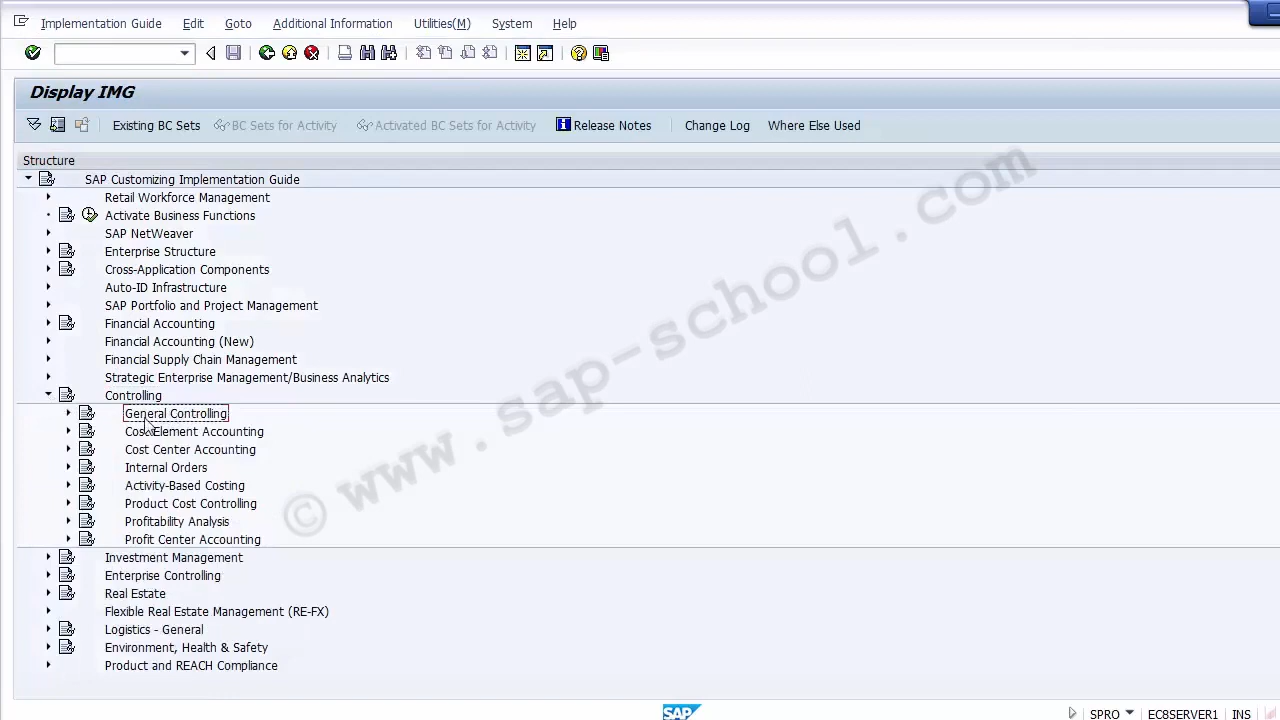 Implementation Guide Edit Goto Additional Information Utilities(M) System Help
Display IMG
Existing BC Sets BC Sets for Activity Activated BC Sets for Activity Release Notes Change Log Where Else Used
Structure
SAP Customizing Implementation Guide
Retail Workforce Management
Activate Business Functions
SAP NetWeaver
Enterprise Structure
Cross-Application Components
Auto-ID Infrastructure
SAP Portfolio and Project Management
Financial Accounting
Financial Accounting (New)
Financial Supply Chain Management
Strategic Enterprise Management/Business Analytics
Controlling
General Controlling
Cost Element Accounting
Cost Center Accounting
Internal Orders
Activity-Based Costing
Product Cost Controlling
Profitability Analysis
Profit Center Accounting
Investment Management
Enterprise Controlling
Real Estate
Flexible Real Estate Management (RE-FX)
Logistics - General
Environment, Health & Safety
Product and REACH Compliance
© www.sap-school.com
SAP SPRO EC8SERVER1 INS